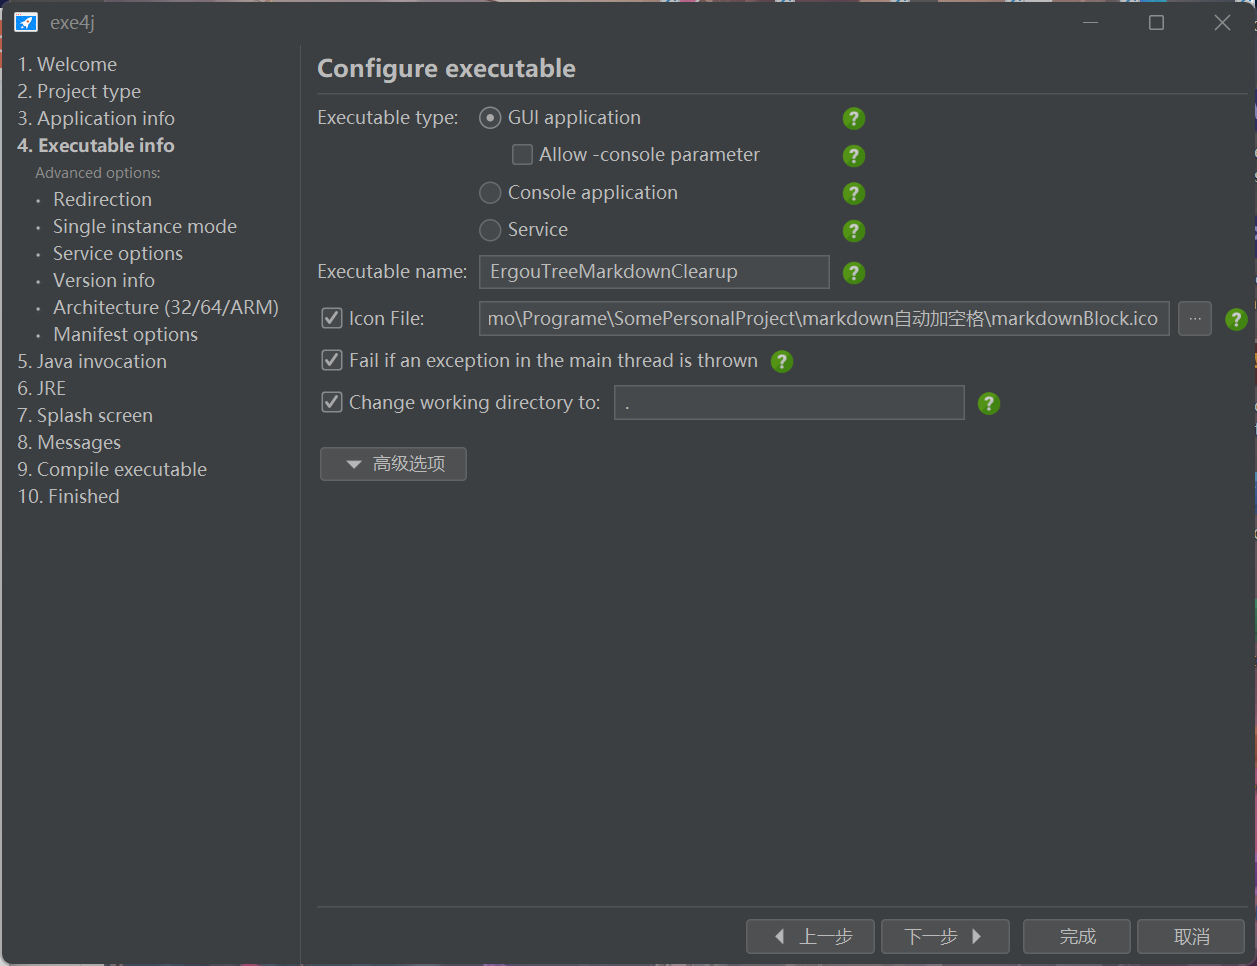 exe4j
1. Welcome
2. Project type
3. Application info
4. Executable info
Advanced options:
• Redirection
• Single instance mode
• Service options
• Version info
• Architecture (32/64/ARM)
• Manifest options
5. Java invocation
6. JRE
7. Splash screen
8. Messages
9. Compile executable
10. Finished
Configure executable
Executable type: GUI application
Allow -console parameter
Console application
Service
Executable name: ErgouTreeMarkdownClearup
Icon File: mo\Programe\SomePersonalProject\markdown自动加空格\markdownBlock.ico ...
Fail if an exception in the main thread is thrown
Change working directory to: .
高级选项
上一步 下一步 完成 取消